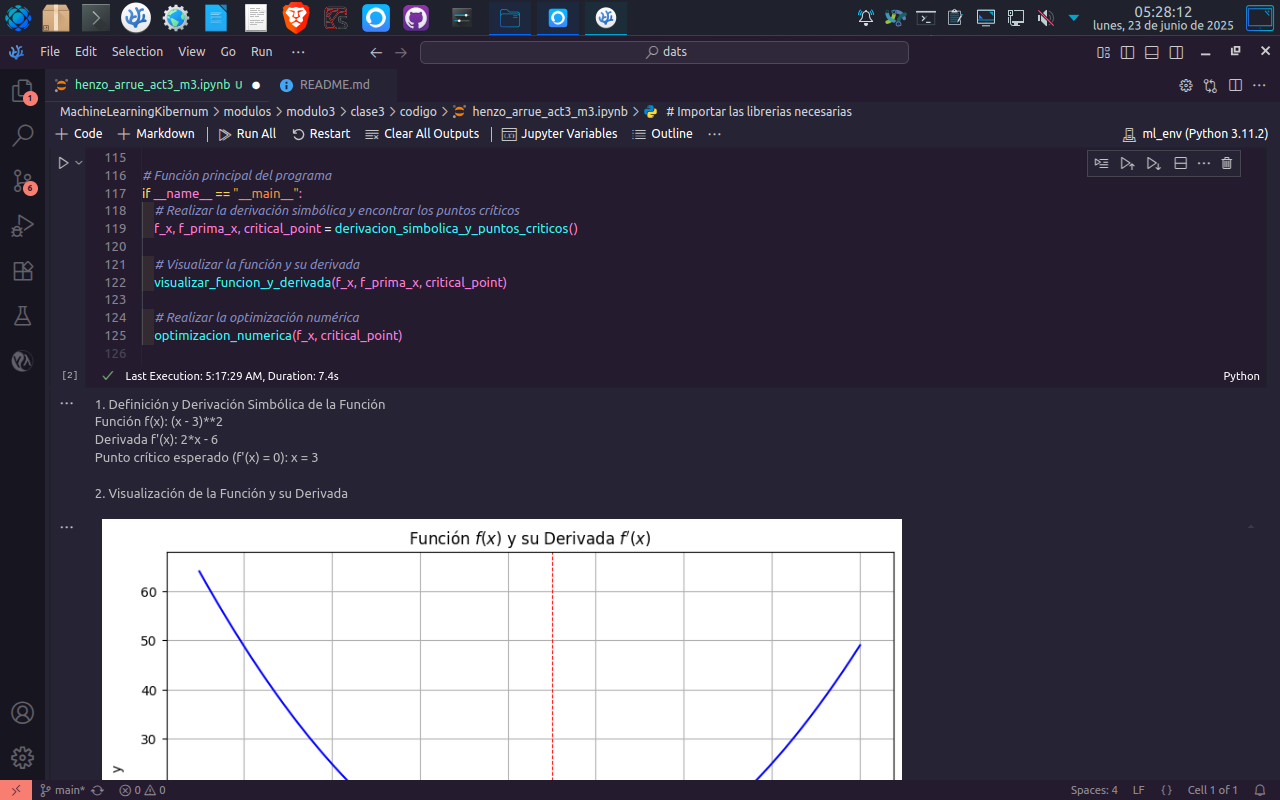 05:28:12
lunes, 23 de junio de 2025
File Edit Selection View Go Run ···
dats
henzo_arrue_act3_m3.ipynb U ● README.md
1
MachineLearningKibernum > modulos > modulo3 > clase3 > codigo > henzo_arrue_act3_m3.ipynb > # Importar las librerias necesarias
+ Code + Markdown | Run All Restart Clear All Outputs | Jupyter Variables Outline ···
ml_env (Python 3.11.2)
6
115
116 # Función principal del programa
117 if __name__ == "__main__":
118 # Realizar la derivación simbólica y encontrar los puntos críticos
119 f_x, f_prima_x, critical_point = derivacion_simbolica_y_puntos_criticos()
120
121 # Visualizar la función y su derivada
122 visualizar_funcion_y_derivada(f_x, f_prima_x, critical_point)
123
124 # Realizar la optimización numérica
125 optimizacion_numerica(f_x, critical_point)
126
[2] ✓ Last Execution: 5:17:29 AM, Duration: 7.4s Python
1. Definición y Derivación Simbólica de la Función
Función f(x): (x - 3)**2
Derivada f'(x): 2*x - 6
Punto crítico esperado (f'(x) = 0): x = 3
2. Visualización de la Función y su Derivada
Función f(x) y su Derivada f'(x)
60
50
40
30
y
main* 0 0 Spaces: 4 LF {} Cell 1 of 1